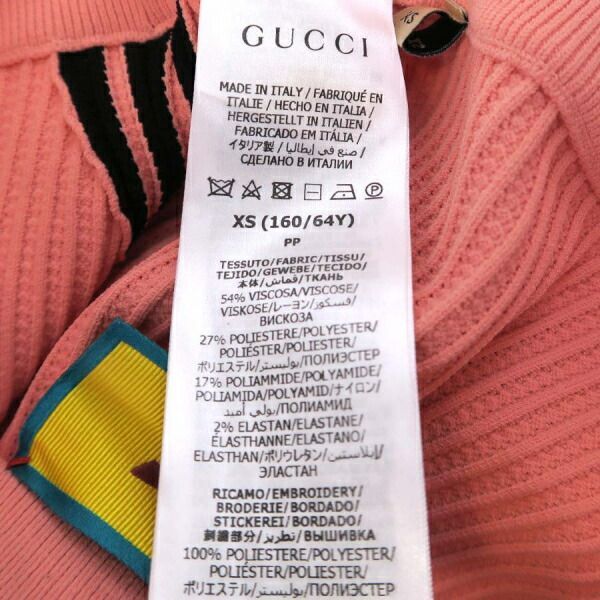 GUCCI
XS
MADE IN ITALY / FABRIQUÉ EN
ITALIE / HECHO EN ITALIA /
HERGESTELLT IN ITALIEN /
FABRICADO EM ITÁLIA /
イタリア製 / صنع في إيطاليا /
СДЕЛАНО В ИТАЛИИ
XS (160/64Y)
PP
TESSUTO/FABRIC/TISSU/
TEJIDO/GEWEBE/TECIDO/
本体/قماش/ТКАНЬ
54% VISCOSA/VISCOSE/
VISKOSE/レーヨン/فسكوز/
ВИСКОЗА
27% POLIESTERE/POLYESTER/
POLIÉSTER/POLYESTER/
ポリエステル/بوليستر/ПОЛИЭСТЕР
17% POLIAMMIDE/POLYAMIDE/
POLIAMIDA/POLYAMID/ナイロン/
بولي أميد/ПОЛИАМИД
2% ELASTAN/ELASTANE/
ÉLASTHANNE/ELASTANO/
ELASTHAN/ポリウレタン/إيلاستين/
ЭЛАСТАН
RICAMO/EMBROIDERY/
BRODERIE/BORDADO/
STICKEREI/BORDADO/
刺繍部分/تطريز/ВЫШИВКА
100% POLIESTERE/POLYESTER/
POLIÉSTER/POLYESTER/
ポリエステル/بوليستر/ПОЛИЭСТЕР